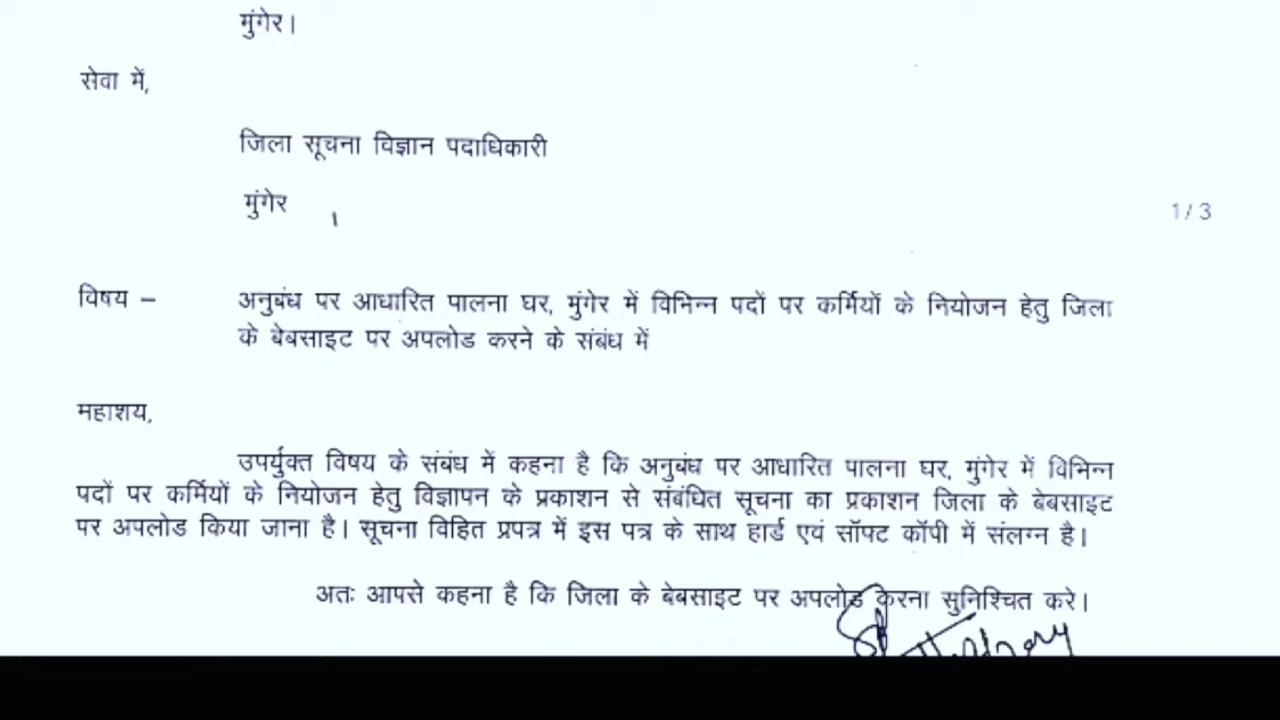 मुंगेर।
सेवा में,
जिला सूचना विज्ञान पदाधिकारी
मुंगेर ।
1 / 3
विषय – अनुबंध पर आधारित पालना घर, मुंगेर में विभिन्न पदों पर कर्मियों के नियोजन हेतु जिला
के बेबसाइट पर अपलोड करने के संबंध में
महाशय,
उपर्युक्त विषय के संबंध में कहना है कि अनुबंध पर आधारित पालना घर, मुंगेर में विभिन्न
पदों पर कर्मियों के नियोजन हेतु विज्ञापन के प्रकाशन से संबंधित सूचना का प्रकाशन जिला के बेबसाइट
पर अपलोड किया जाना है। सूचना विहित प्रपत्र में इस पत्र के साथ हार्ड एवं सॉफ्ट कॉपी में संलग्न है।
अतः आपसे कहना है कि जिला के बेबसाइट पर अपलोड करना सुनिश्चित करे।